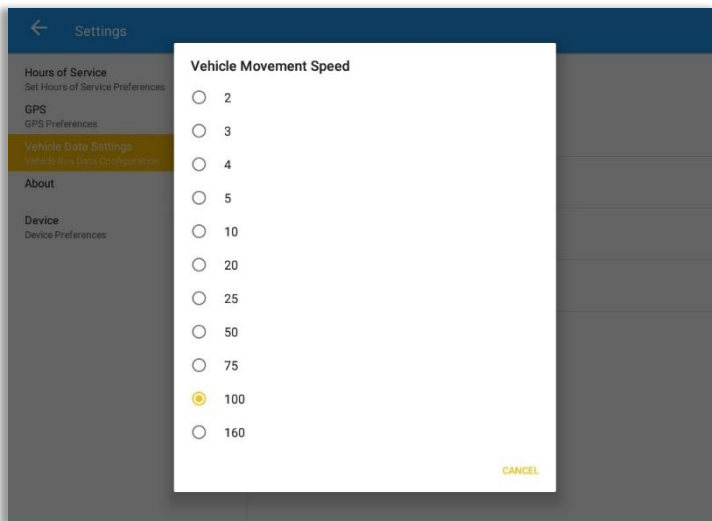 Settings
Hours of Service
Set Hours of Service Preferences
GPS
GPS Preferences
Vehicle Data Settings
Vehicle Bus Data Configuration
About
Device
Device Preferences
Vehicle Movement Speed
2
3
4
5
10
20
25
50
75
100
160
CANCEL